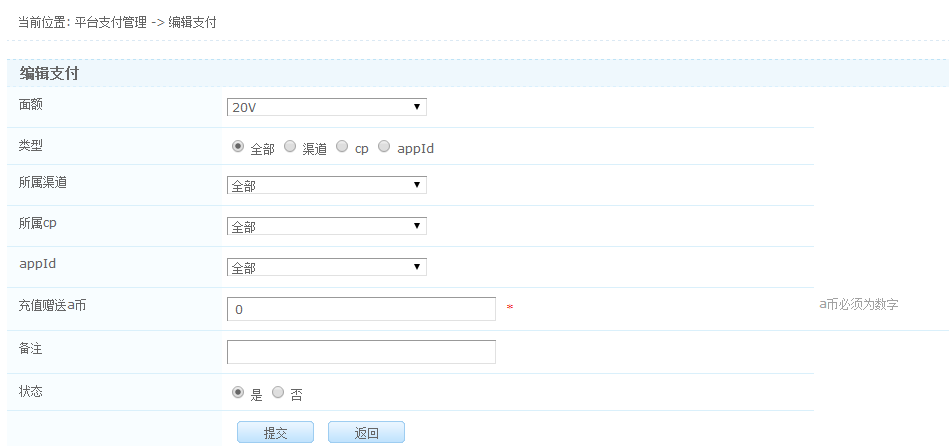 当前位置: 平台支付管理 -> 编辑支付
编辑支付
面额 20V
类型 全部 渠道 cp appId
所属渠道 全部
所属cp 全部
appId 全部
充值赠送a币 0 * a币必须为数字
备注
状态 是 否
提交 返回